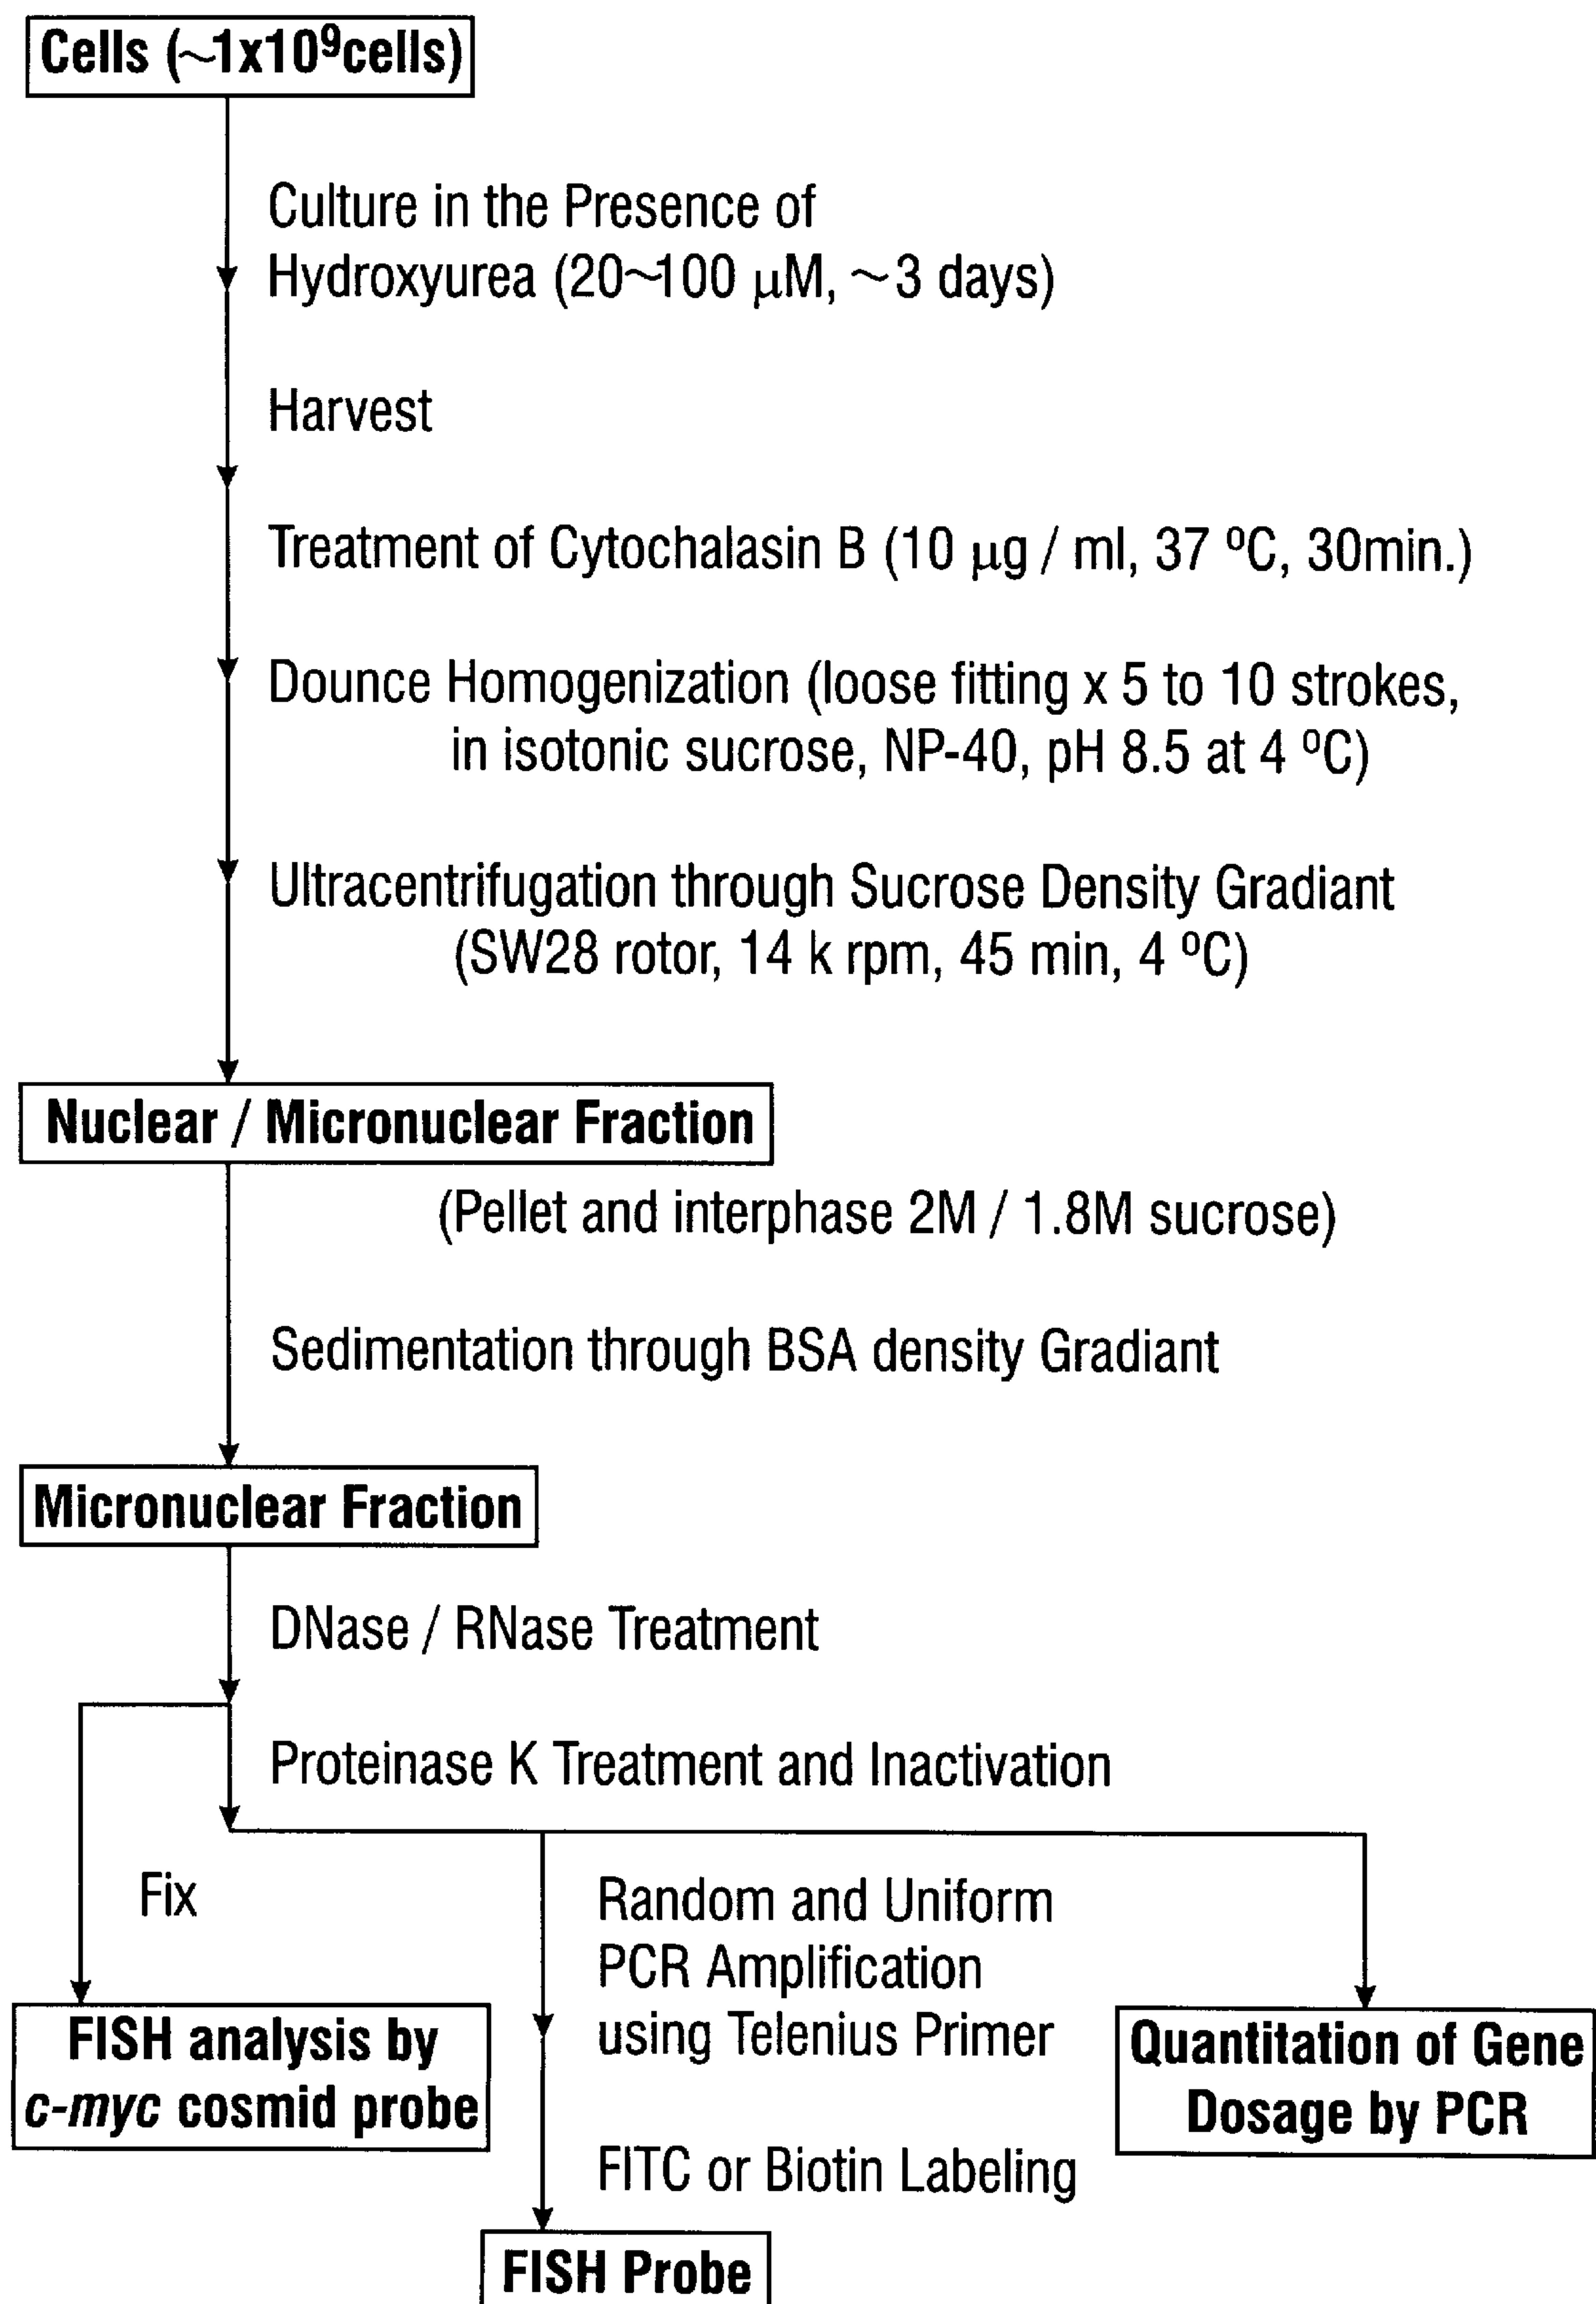 Cells (~1x10⁹cells)
Culture in the Presence of
Hydroxyurea (20~100 µM, ~3 days)
Harvest
Treatment of Cytochalasin B (10 µg / ml, 37 ºC, 30min.)
Dounce Homogenization (loose fitting x 5 to 10 strokes,
in isotonic sucrose, NP-40, pH 8.5 at 4 ºC)
Ultracentrifugation through Sucrose Density Gradiant
(SW28 rotor, 14 k rpm, 45 min, 4 ºC)
Nuclear / Micronuclear Fraction
(Pellet and interphase 2M / 1.8M sucrose)
Sedimentation through BSA density Gradiant
Micronuclear Fraction
DNase / RNase Treatment
Proteinase K Treatment and Inactivation
Fix
FISH analysis by
c-myc cosmid probe
Random and Uniform
PCR Amplification
using Telenius Primer
FITC or Biotin Labeling
FISH Probe
Quantitation of Gene
Dosage by PCR